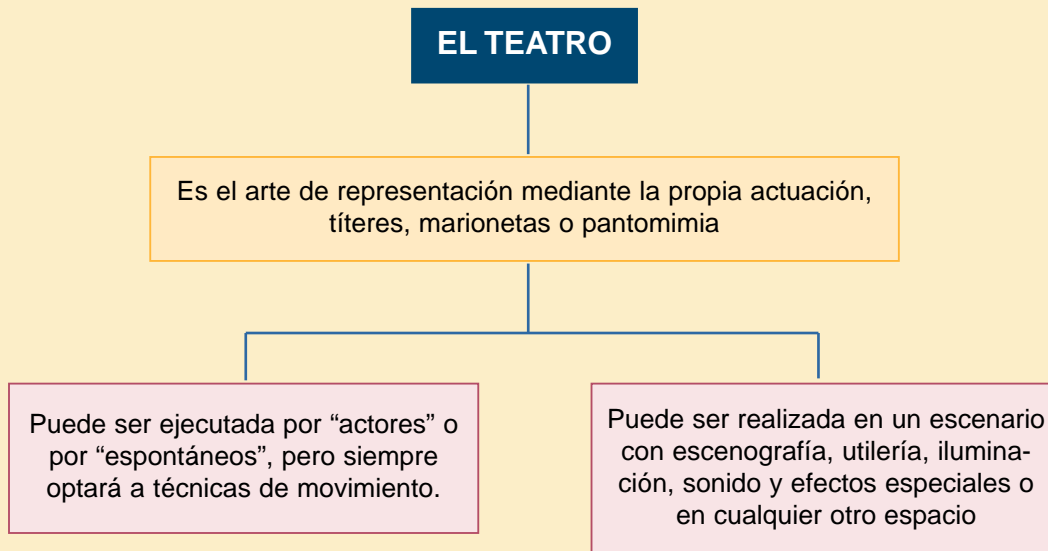 EL TEATRO
Es el arte de representación mediante la propia actuación,
títeres, marionetas o pantomimia
Puede ser ejecutada por “actores” o
por “espontáneos”, pero siempre
optará a técnicas de movimiento.
Puede ser realizada en un escenario
con escenografía, utilería, ilumina-
ción, sonido y efectos especiales o
en cualquier otro espacio